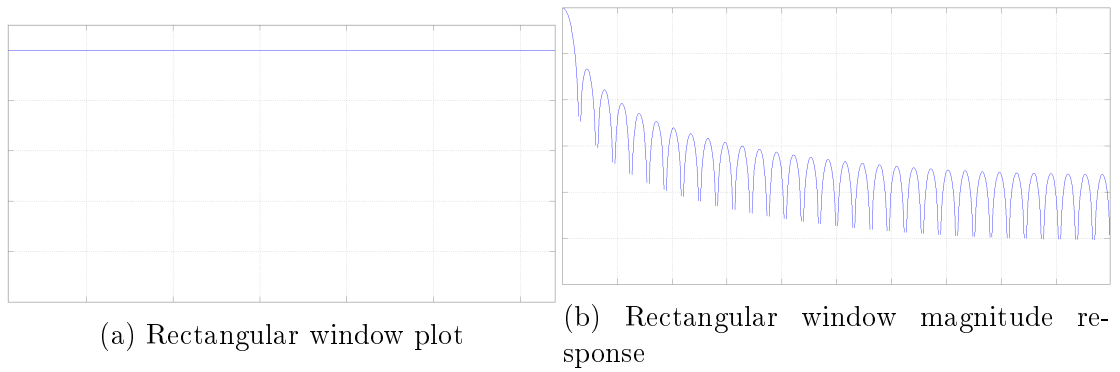 (a) Rectangular window plot
(b) Rectangular window magnitude re-
sponse